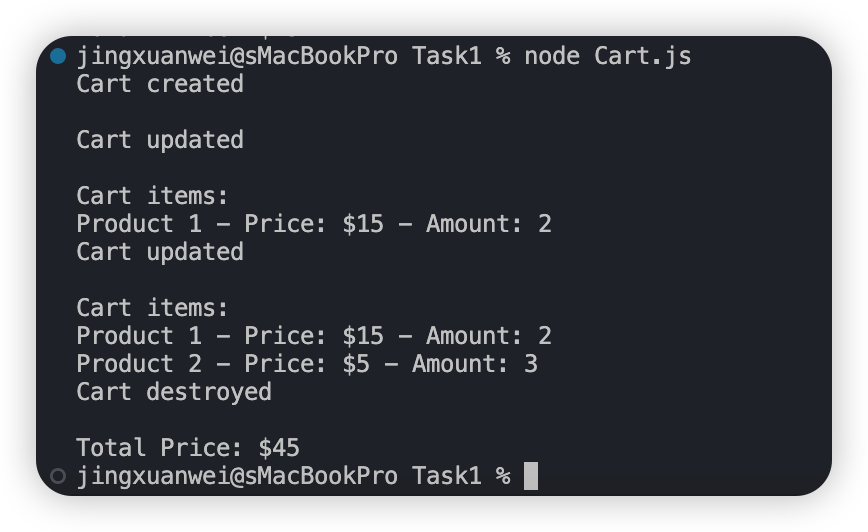 jingxuanwei@sMacBookPro Task1 % node Cart.js
Cart created
Cart updated
Cart items:
Product 1 – Price: $15 – Amount: 2
Cart updated
Cart items:
Product 1 – Price: $15 – Amount: 2
Product 2 – Price: $5 – Amount: 3
Cart destroyed
Total Price: $45
jingxuanwei@sMacBookPro Task1 %